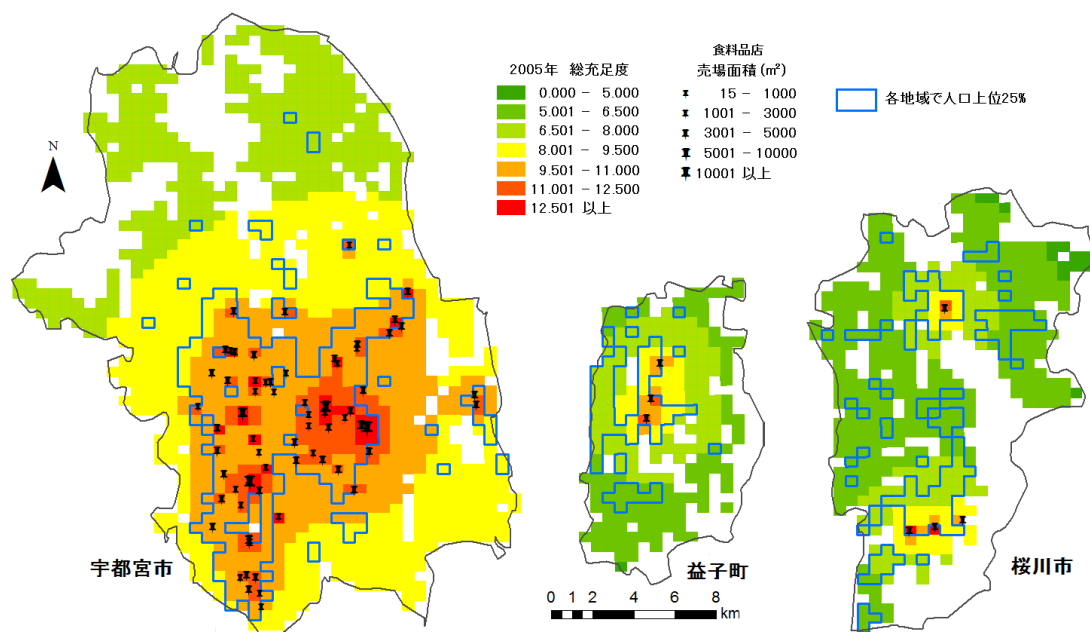 N
2005年 総充足度
0.000 － 5.000
5.001 － 6.500
6.501 － 8.000
8.001 － 9.500
9.501 － 11.000
11.001 － 12.500
12.501 以上
食料品店
売場面積(m²)
15 － 1000
1001 － 3000
3001 － 5000
5001 － 10000
10001 以上
各地域で人口上位25%
宇都宮市
益子町
桜川市
0 1 2 4 6 8
km